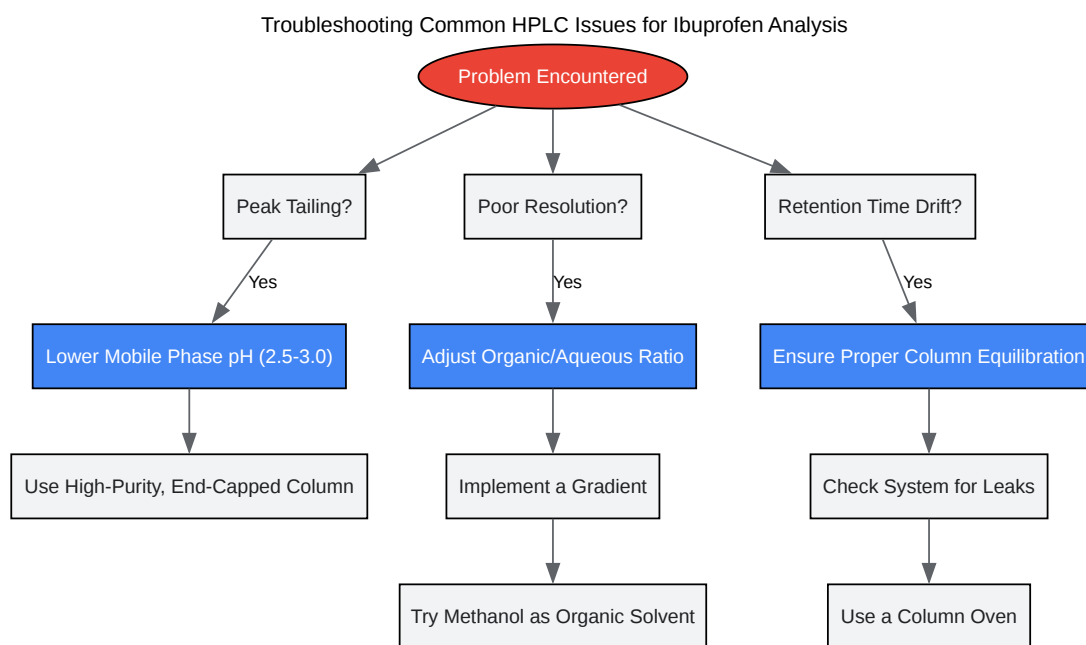 Troubleshooting Common HPLC Issues for Ibuprofen Analysis
Problem Encountered
Peak Tailing?
Poor Resolution?
Retention Time Drift?
Yes
Yes
Yes
Lower Mobile Phase pH (2.5-3.0)
Adjust Organic/Aqueous Ratio
Ensure Proper Column Equilibration
Use High-Purity, End-Capped Column
Implement a Gradient
Check System for Leaks
Try Methanol as Organic Solvent
Use a Column Oven